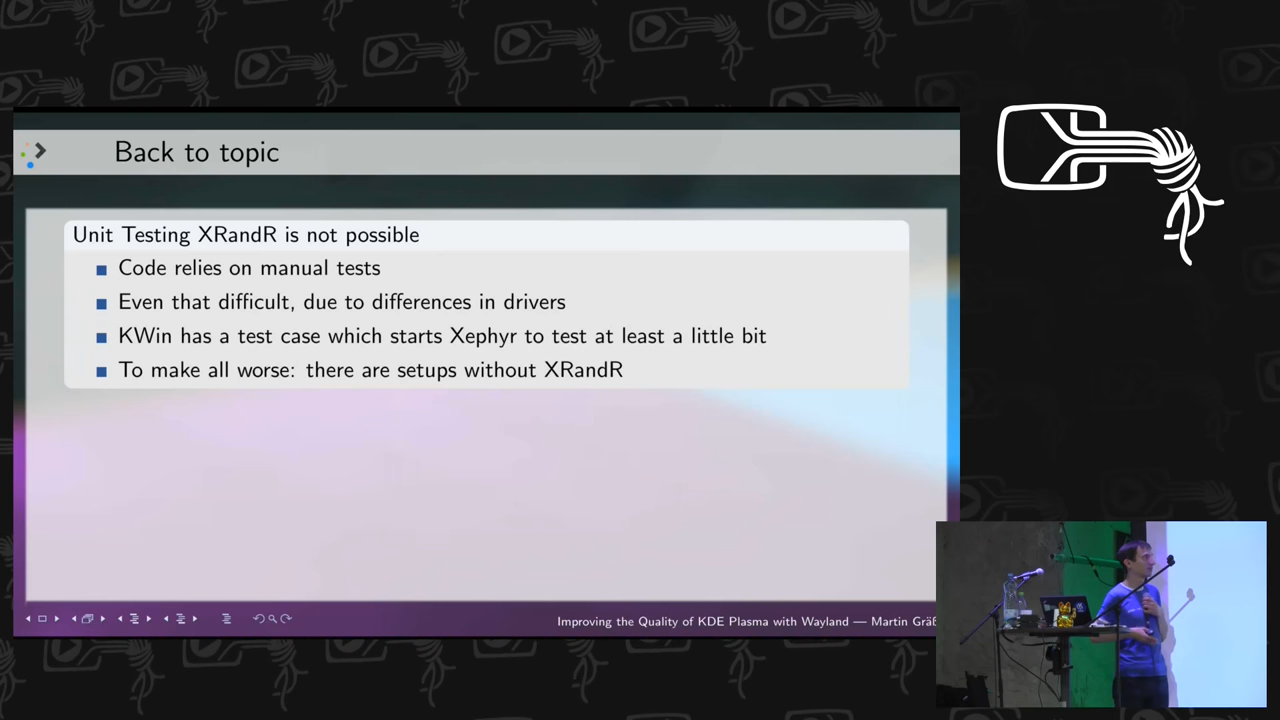 Back to topic
Unit Testing XRandR is not possible
Code relies on manual tests
Even that difficult, due to differences in drivers
KWin has a test case which starts Xephyr to test at least a little bit
To make all worse: there are setups without XRandR
Improving the Quality of KDE Plasma with Wayland — Martin Gräß